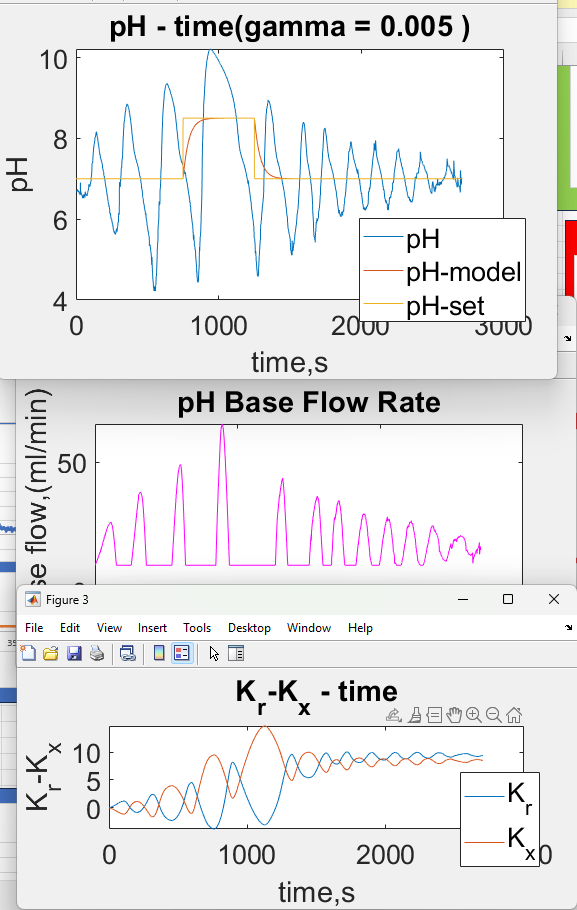 pH - time(gamma = 0.005 )
10
8
6
4
pH
0
1000
2000
3000
time,s
pH
pH-model
pH-set
pH Base Flow Rate
50
flow,(ml/min)
Figure 3
File Edit View Insert Tools Desktop Window Help
35
Kr-Kx - time
10
5
0
Kr-Kx
0
1000
2000
0
time,s
Kr
Kx